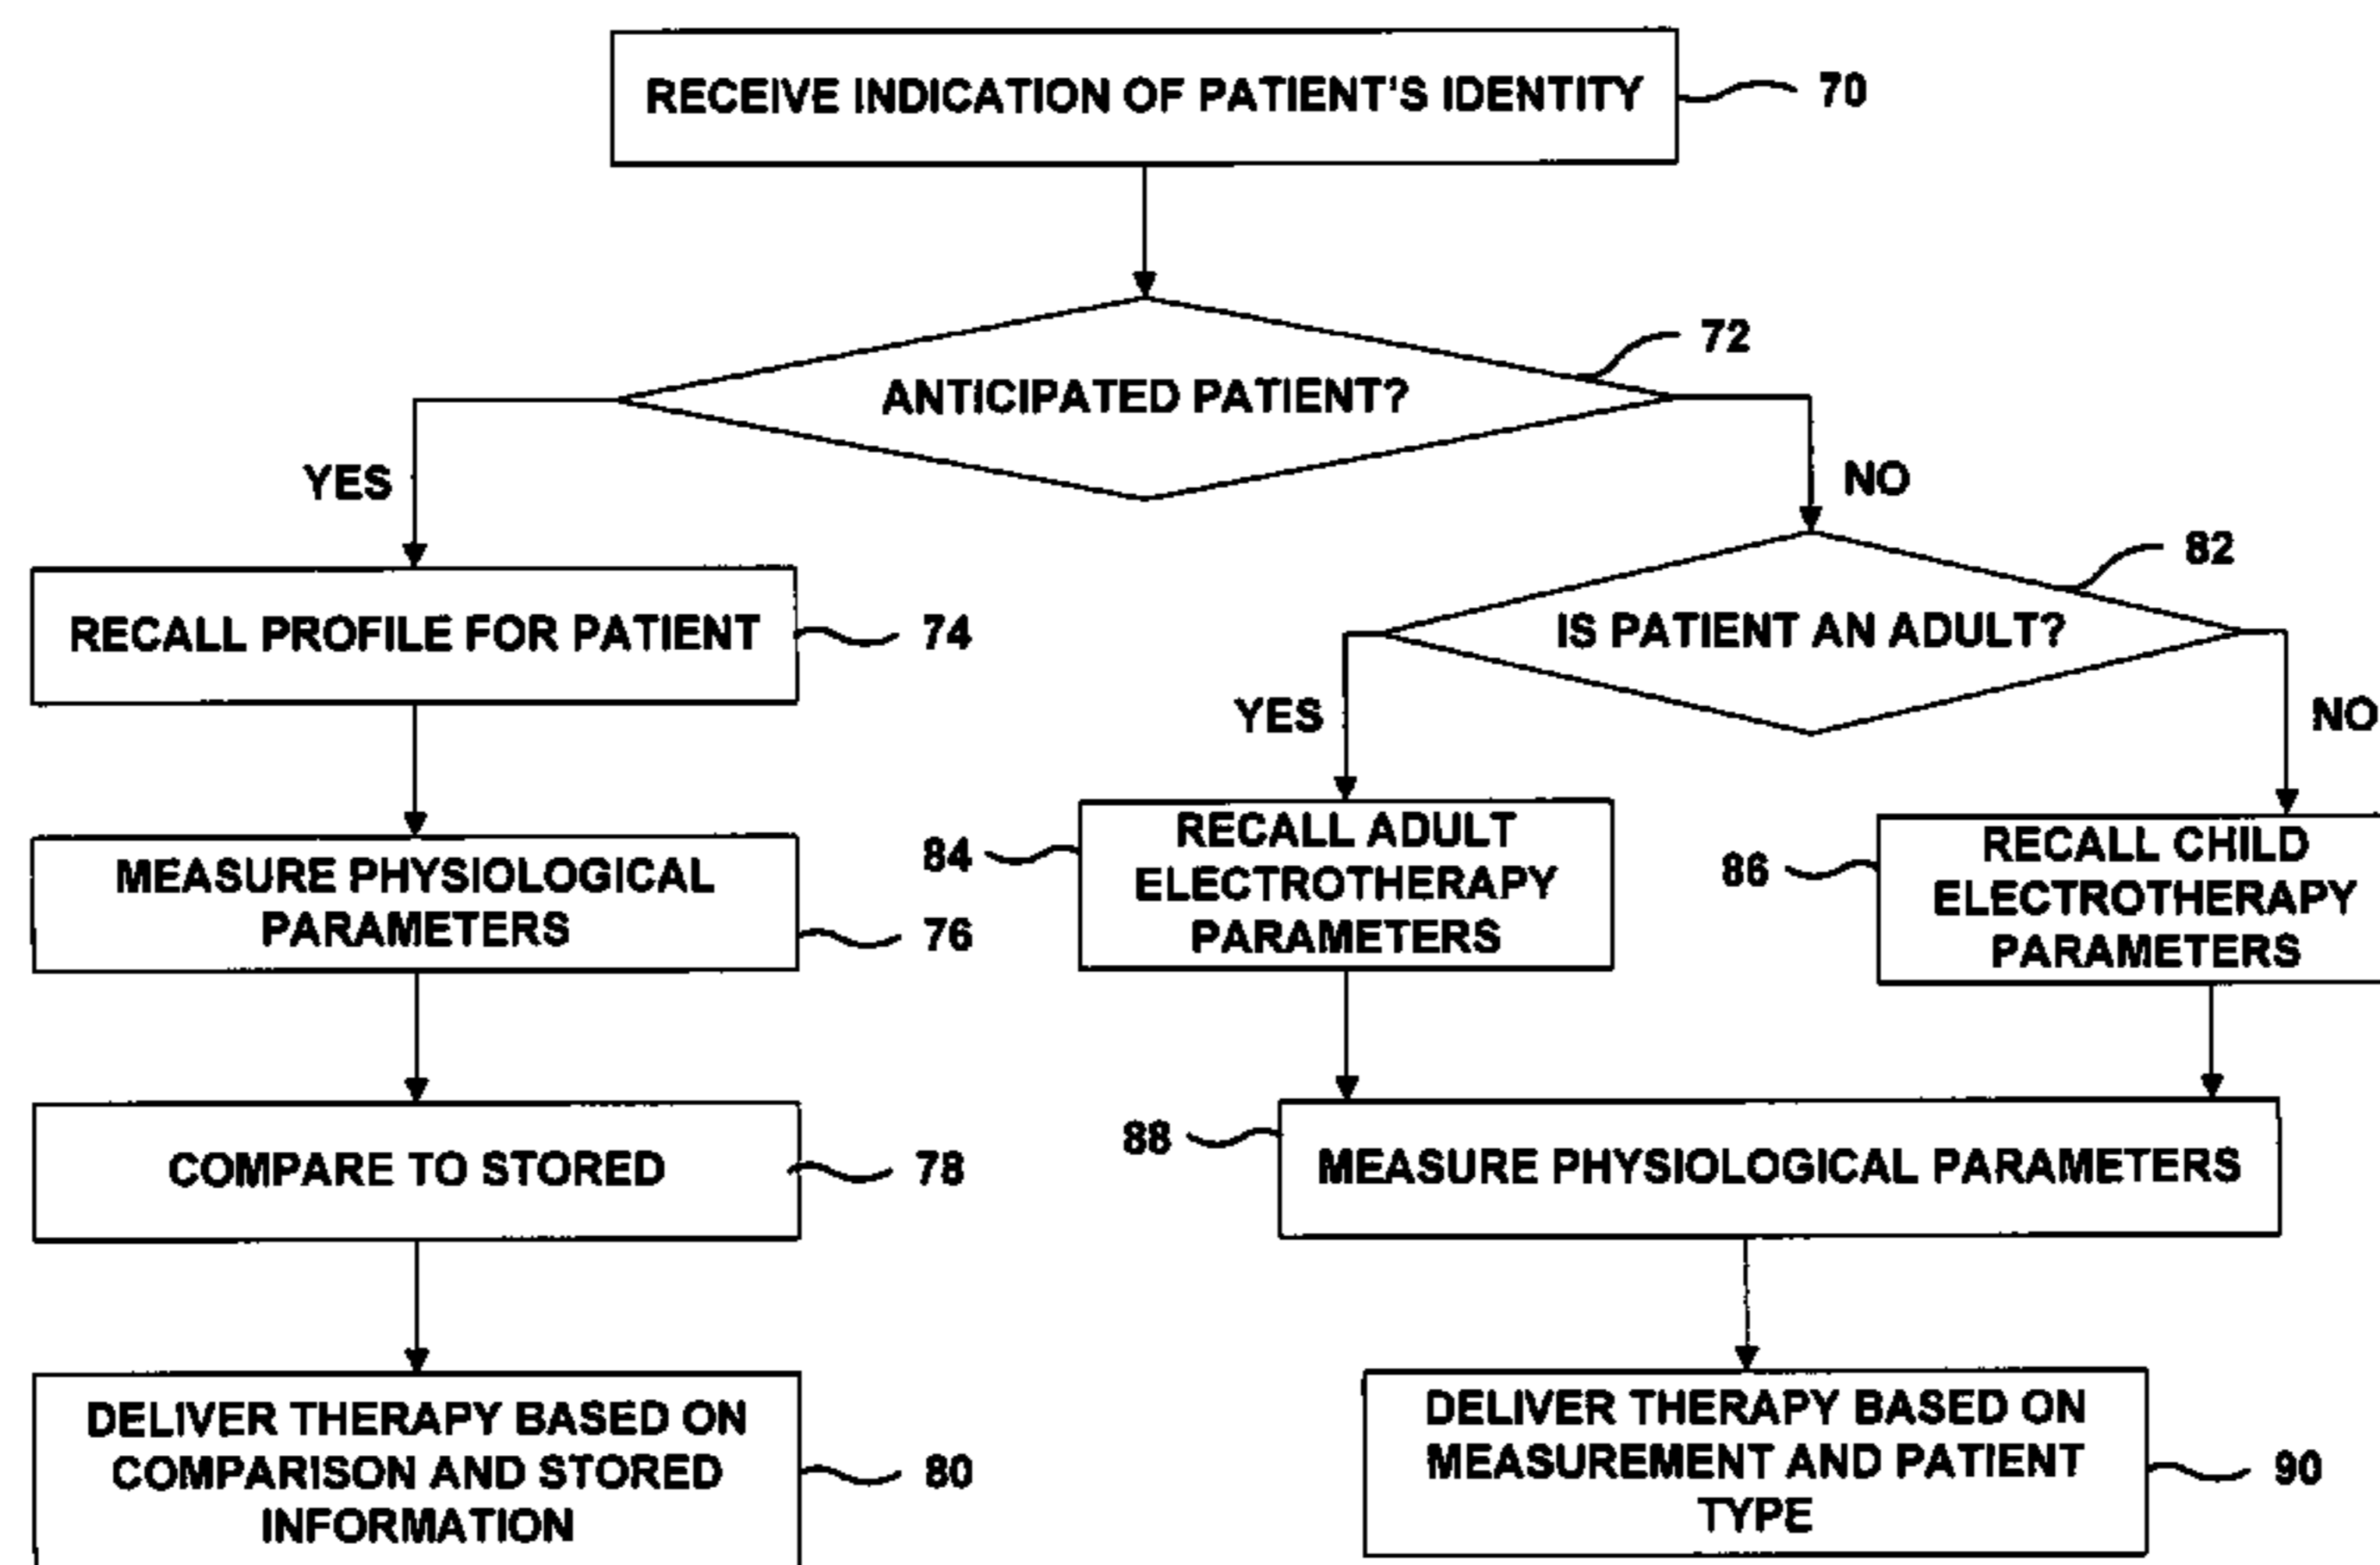 RECEIVE INDICATION OF PATIENT'S IDENTITY
70
72
ANTICIPATED PATIENT?
YES
NO
82
RECALL PROFILE FOR PATIENT
74
IS PATIENT AN ADULT?
YES
NO
MEASURE PHYSIOLOGICAL
PARAMETERS
76
84
RECALL ADULT
ELECTROTHERAPY
PARAMETERS
86
RECALL CHILD
ELECTROTHERAPY
PARAMETERS
COMPARE TO STORED
78
88
MEASURE PHYSIOLOGICAL PARAMETERS
DELIVER THERAPY BASED ON
COMPARISON AND STORED
INFORMATION
80
DELIVER THERAPY BASED ON
MEASUREMENT AND PATIENT
TYPE
90